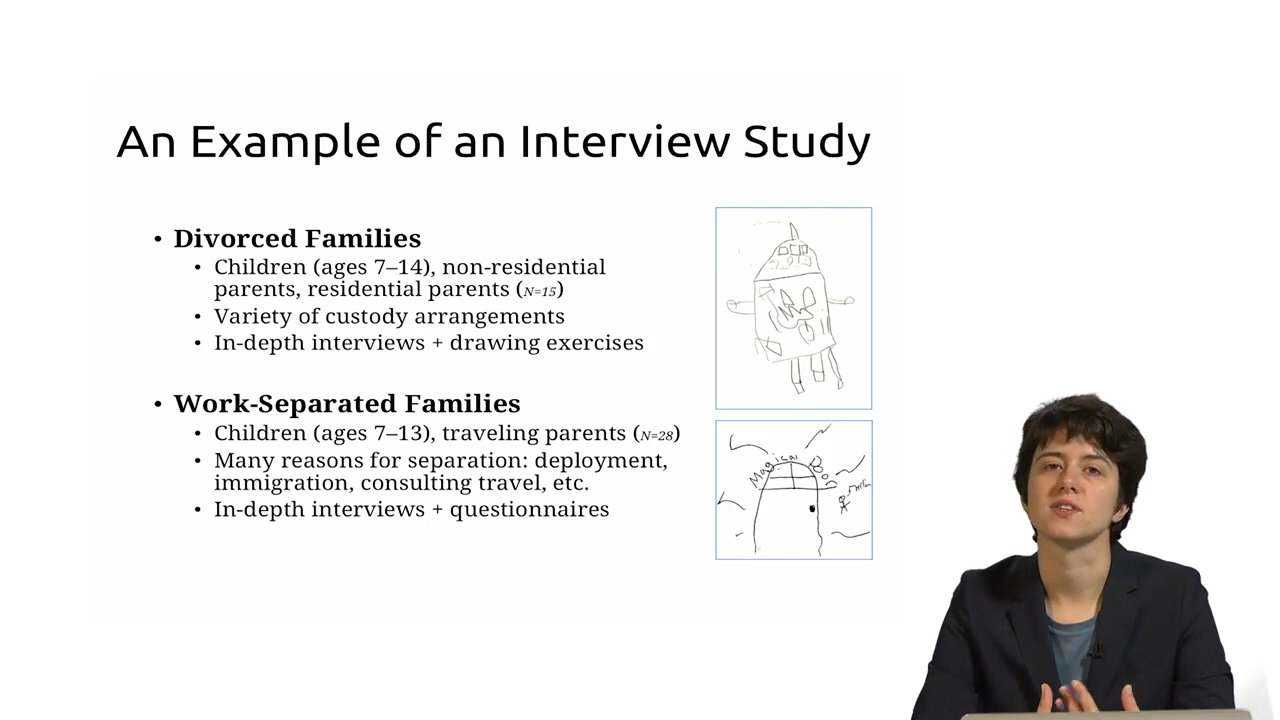 An Example of an Interview Study
• Divorced Families
• Children (ages 7–14), non-residential
parents, residential parents (N=15)
• Variety of custody arrangements
• In-depth interviews + drawing exercises
• Work-Separated Families
• Children (ages 7–13), traveling parents (N=28)
• Many reasons for separation: deployment,
immigration, consulting travel, etc.
• In-depth interviews + questionnaires
Door